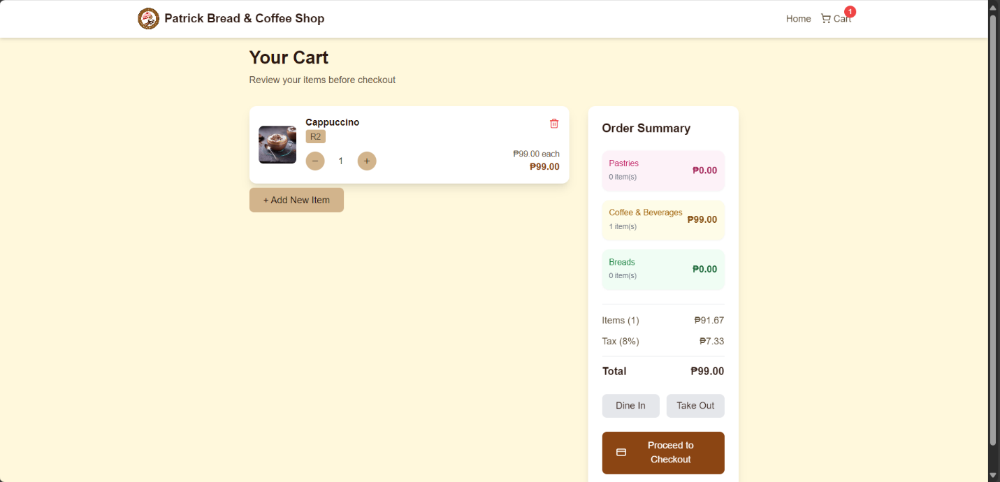 Patrick Bread & Coffee Shop
Home
Cart
1
Your Cart
Review your items before checkout
Cappuccino
R2
− 1 +
₱99.00 each
₱99.00
+ Add New Item
Order Summary
Pastries
0 item(s)
₱0.00
Coffee & Beverages
1 item(s)
₱99.00
Breads
0 item(s)
₱0.00
Items (1) ₱91.67
Tax (8%) ₱7.33
Total ₱99.00
Dine In
Take Out
Proceed to
Checkout